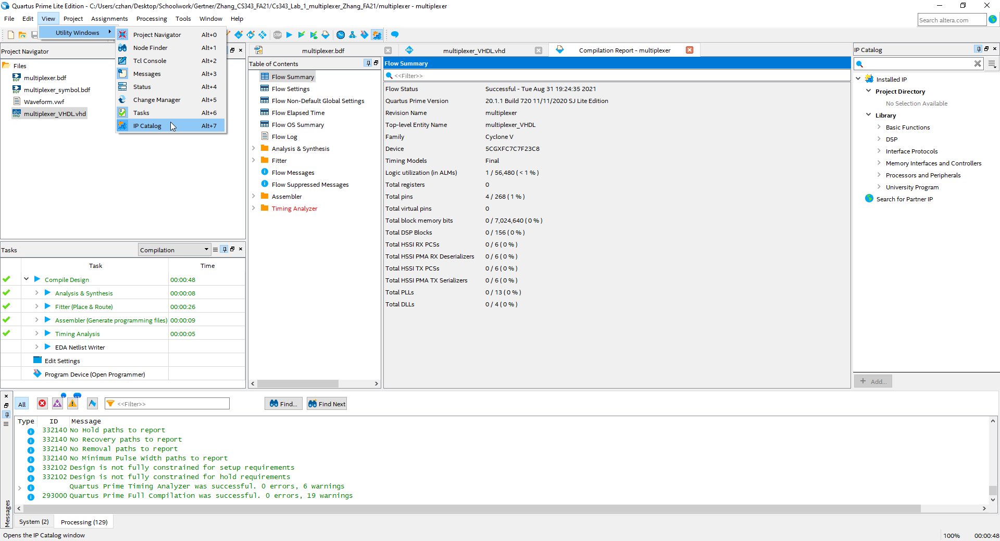 Quartus Prime Lite Edition - C:/Users/czhan/Desktop/Schoolwork/Gertner/Zhang_CS343_FA21/Cs343_Lab_1_multiplexer_Zhang_FA21/multiplexer - multiplexer
File Edit View Project Assignments Processing Tools Window Help
Search altera.com
Utility Windows
Project Navigator Alt+0
Node Finder Alt+1
Tcl Console Alt+2
Messages Alt+3
Status Alt+4
Change Manager Alt+5
Tasks Alt+6
IP Catalog Alt+7
STOP
Project Navigator
Files
BDF multiplexer.bdf
BDF multiplexer_symbol.bdf
Waveform.vwf
abc VHD multiplexer_VHDL.vhd
Tasks Compilation
Task Time
Compile Design 00:00:48
Analysis & Synthesis 00:00:08
Fitter (Place & Route) 00:00:26
Assembler (Generate programming files) 00:00:09
Timing Analysis 00:00:05
EDA Netlist Writer
Edit Settings
Program Device (Open Programmer)
multiplexer.bdf multiplexer_VHDL.vhd Compilation Report - multiplexer
Table of Contents
Flow Summary
Flow Settings
Flow Non-Default Global Settings
Flow Elapsed Time
Flow OS Summary
Flow Log
Analysis & Synthesis
Fitter
Flow Messages
Flow Suppressed Messages
Assembler
Timing Analyzer
Flow Summary
<<Filter>>
Flow Status Successful - Tue Aug 31 19:24:35 2021
Quartus Prime Version 20.1.1 Build 720 11/11/2020 SJ Lite Edition
Revision Name multiplexer
Top-level Entity Name multiplexer_VHDL
Family Cyclone V
Device 5CGXFC7C7F23C8
Timing Models Final
Logic utilization (in ALMs) 1 / 56,480 ( < 1 % )
Total registers 0
Total pins 4 / 268 ( 1 % )
Total virtual pins 0
Total block memory bits 0 / 7,024,640 ( 0 % )
Total DSP Blocks 0 / 156 ( 0 % )
Total HSSI RX PCSs 0 / 6 ( 0 % )
Total HSSI PMA RX Deserializers 0 / 6 ( 0 % )
Total HSSI TX PCSs 0 / 6 ( 0 % )
Total HSSI PMA TX Serializers 0 / 6 ( 0 % )
Total PLLs 0 / 13 ( 0 % )
Total DLLs 0 / 4 ( 0 % )
IP Catalog
Installed IP
Project Directory
No Selection Available
Library
Basic Functions
DSP
Interface Protocols
Memory Interfaces and Controllers
Processors and Peripherals
University Program
Search for Partner IP
+ Add...
All <<Filter>> Find... Find Next
Type ID Message
332140 No Hold paths to report
332140 No Recovery paths to report
332140 No Removal paths to report
332140 No Minimum Pulse Width paths to report
332102 Design is not fully constrained for setup requirements
332102 Design is not fully constrained for hold requirements
Quartus Prime Timing Analyzer was successful. 0 errors, 6 warnings
293000 Quartus Prime Full Compilation was successful. 0 errors, 19 warnings
Messages
System (2) Processing (129)
Opens the IP Catalog window
100% 00:00:48